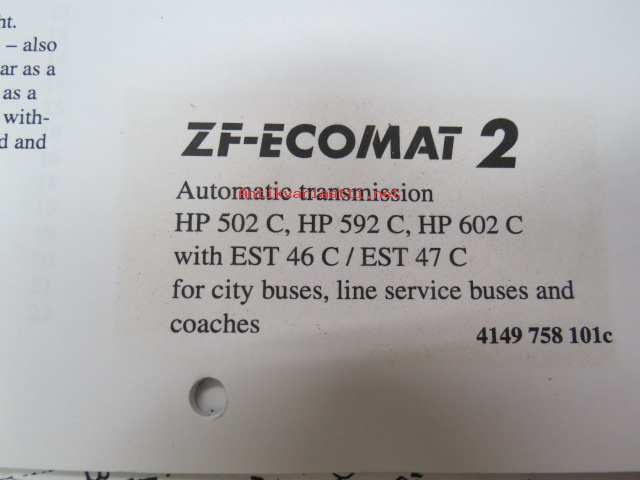 ht.
– also
ar as a
as a
with-
d and
ZF-ECOMAT 2
Automatic transmission
HP 502 C, HP 592 C, HP 602 C
with EST 46 C / EST 47 C
for city buses, line service buses and
coaches
4149 758 101c